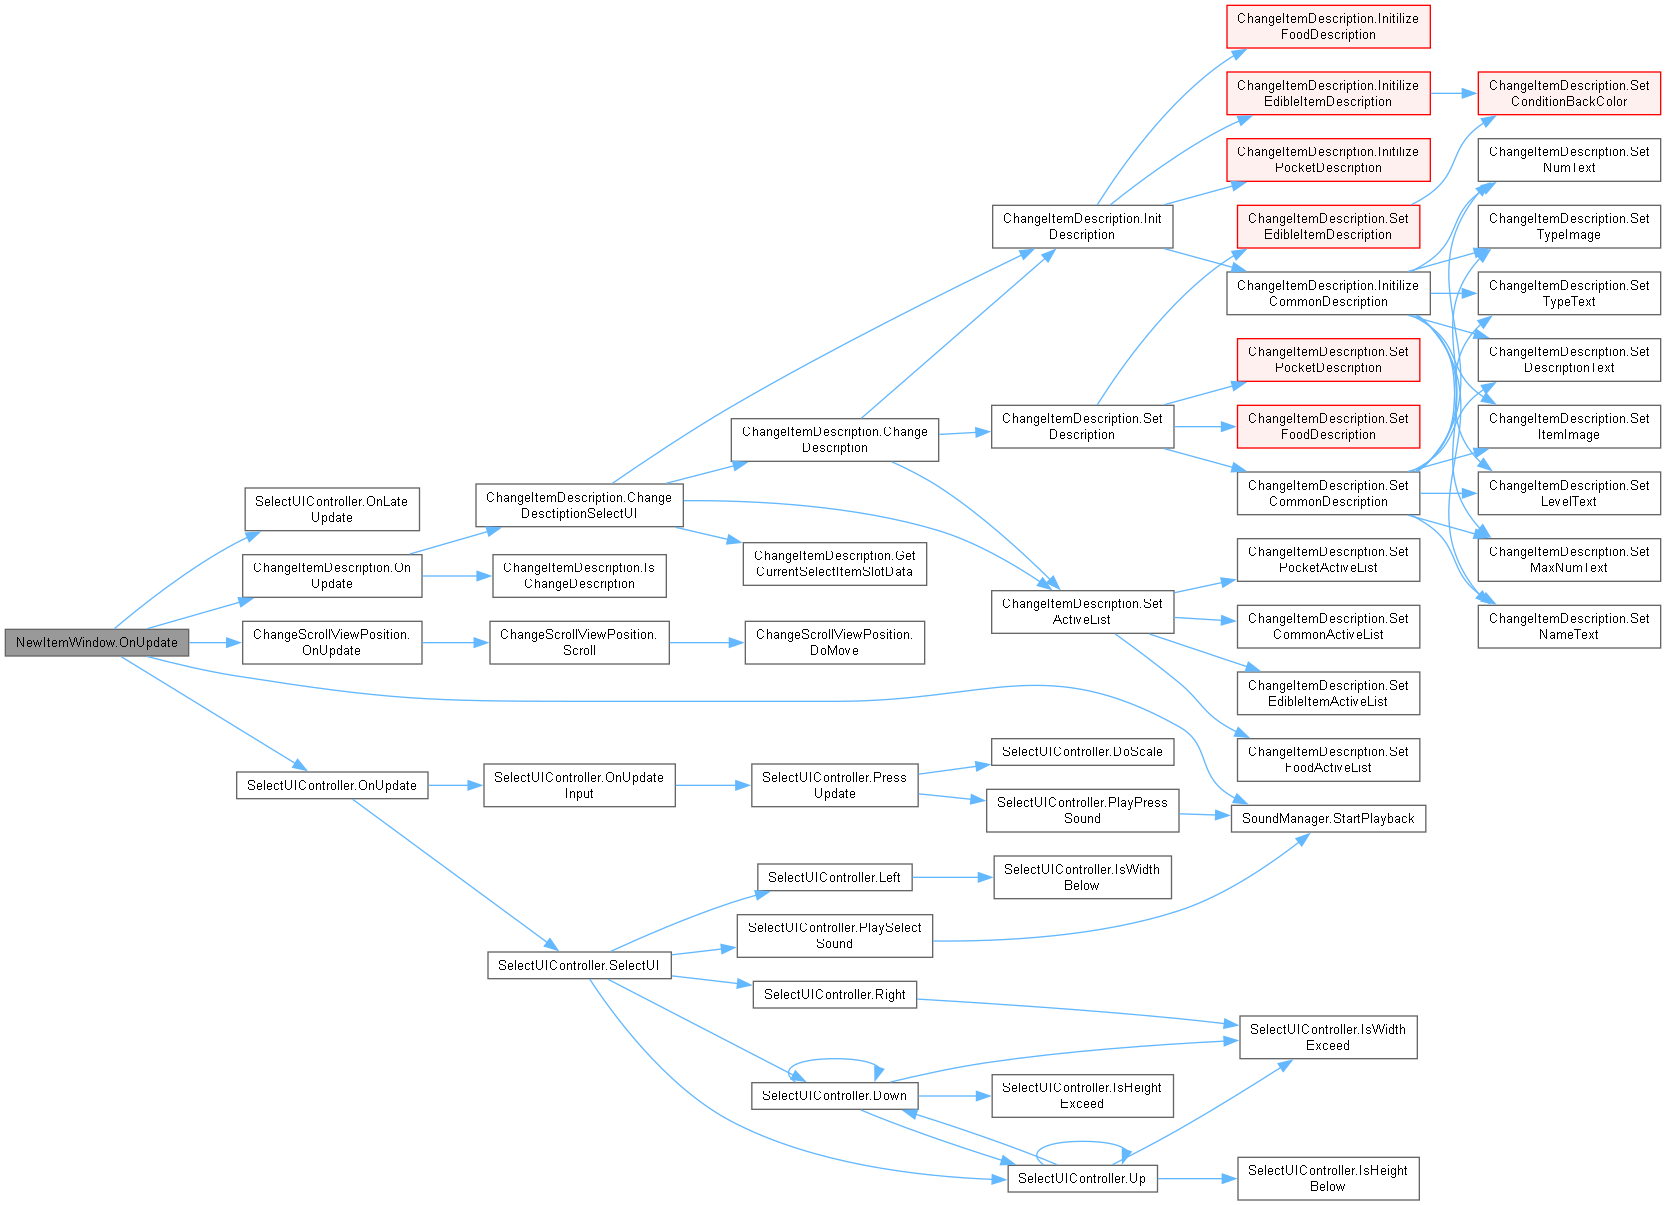 NewItemWindow.OnUpdate
SelectUIController.OnLate
Update
ChangeItemDescription.On
Update
ChangeScrollViewPosition.
OnUpdate
SelectUIController.OnUpdate
ChangeItemDescription.Change
DesctiptionSelectUI
ChangeItemDescription.Is
ChangeDescription
ChangeScrollViewPosition.
Scroll
SelectUIController.OnUpdate
Input
SelectUIController.SelectUI
ChangeItemDescription.Change
Description
ChangeItemDescription.Get
CurrentSelectItemSlotData
ChangeScrollViewPosition.
DoMove
SelectUIController.Press
Update
SelectUIController.Left
SelectUIController.PlaySelect
Sound
SelectUIController.Right
SelectUIController.Down
ChangeItemDescription.Init
Description
ChangeItemDescription.Set
Description
ChangeItemDescription.Set
ActiveList
SelectUIController.DoScale
SelectUIController.PlayPress
Sound
SelectUIController.IsWidth
Below
SelectUIController.IsHeight
Exceed
SelectUIController.Up
ChangeItemDescription.Initilize
FoodDescription
ChangeItemDescription.Initilize
EdibleItemDescription
ChangeItemDescription.Initilize
PocketDescription
ChangeItemDescription.Set
EdibleItemDescription
ChangeItemDescription.Initilize
CommonDescription
ChangeItemDescription.Set
PocketDescription
ChangeItemDescription.Set
FoodDescription
ChangeItemDescription.Set
CommonDescription
ChangeItemDescription.Set
PocketActiveList
ChangeItemDescription.Set
CommonActiveList
ChangeItemDescription.Set
EdibleItemActiveList
ChangeItemDescription.Set
FoodActiveList
SoundManager.StartPlayback
SelectUIController.IsWidth
Exceed
SelectUIController.IsHeight
Below
ChangeItemDescription.Set
ConditionBackColor
ChangeItemDescription.Set
NumText
ChangeItemDescription.Set
TypeImage
ChangeItemDescription.Set
TypeText
ChangeItemDescription.Set
DescriptionText
ChangeItemDescription.Set
ItemImage
ChangeItemDescription.Set
LevelText
ChangeItemDescription.Set
MaxNumText
ChangeItemDescription.Set
NameText